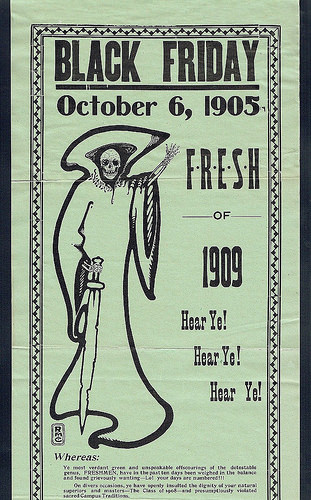 BLACK FRIDAY
October 6, 1905.
F·R·E·S·H
OF
1909
Hear Ye!
Hear Ye!
Hear Ye!
RMC
Whereas:
Ye most verdant green and unspeakable offscourings of the detestable
genus, FRESHMEN, have in the past ten days been weighed in the balance
and found grievously wanting—Lo! your days are numbered!!!
On divers occasions, ye have openly insulted the dignity of your natural
superiors and masters—The Class of 1908—and presumptiously violated
sacred Campus Traditions.